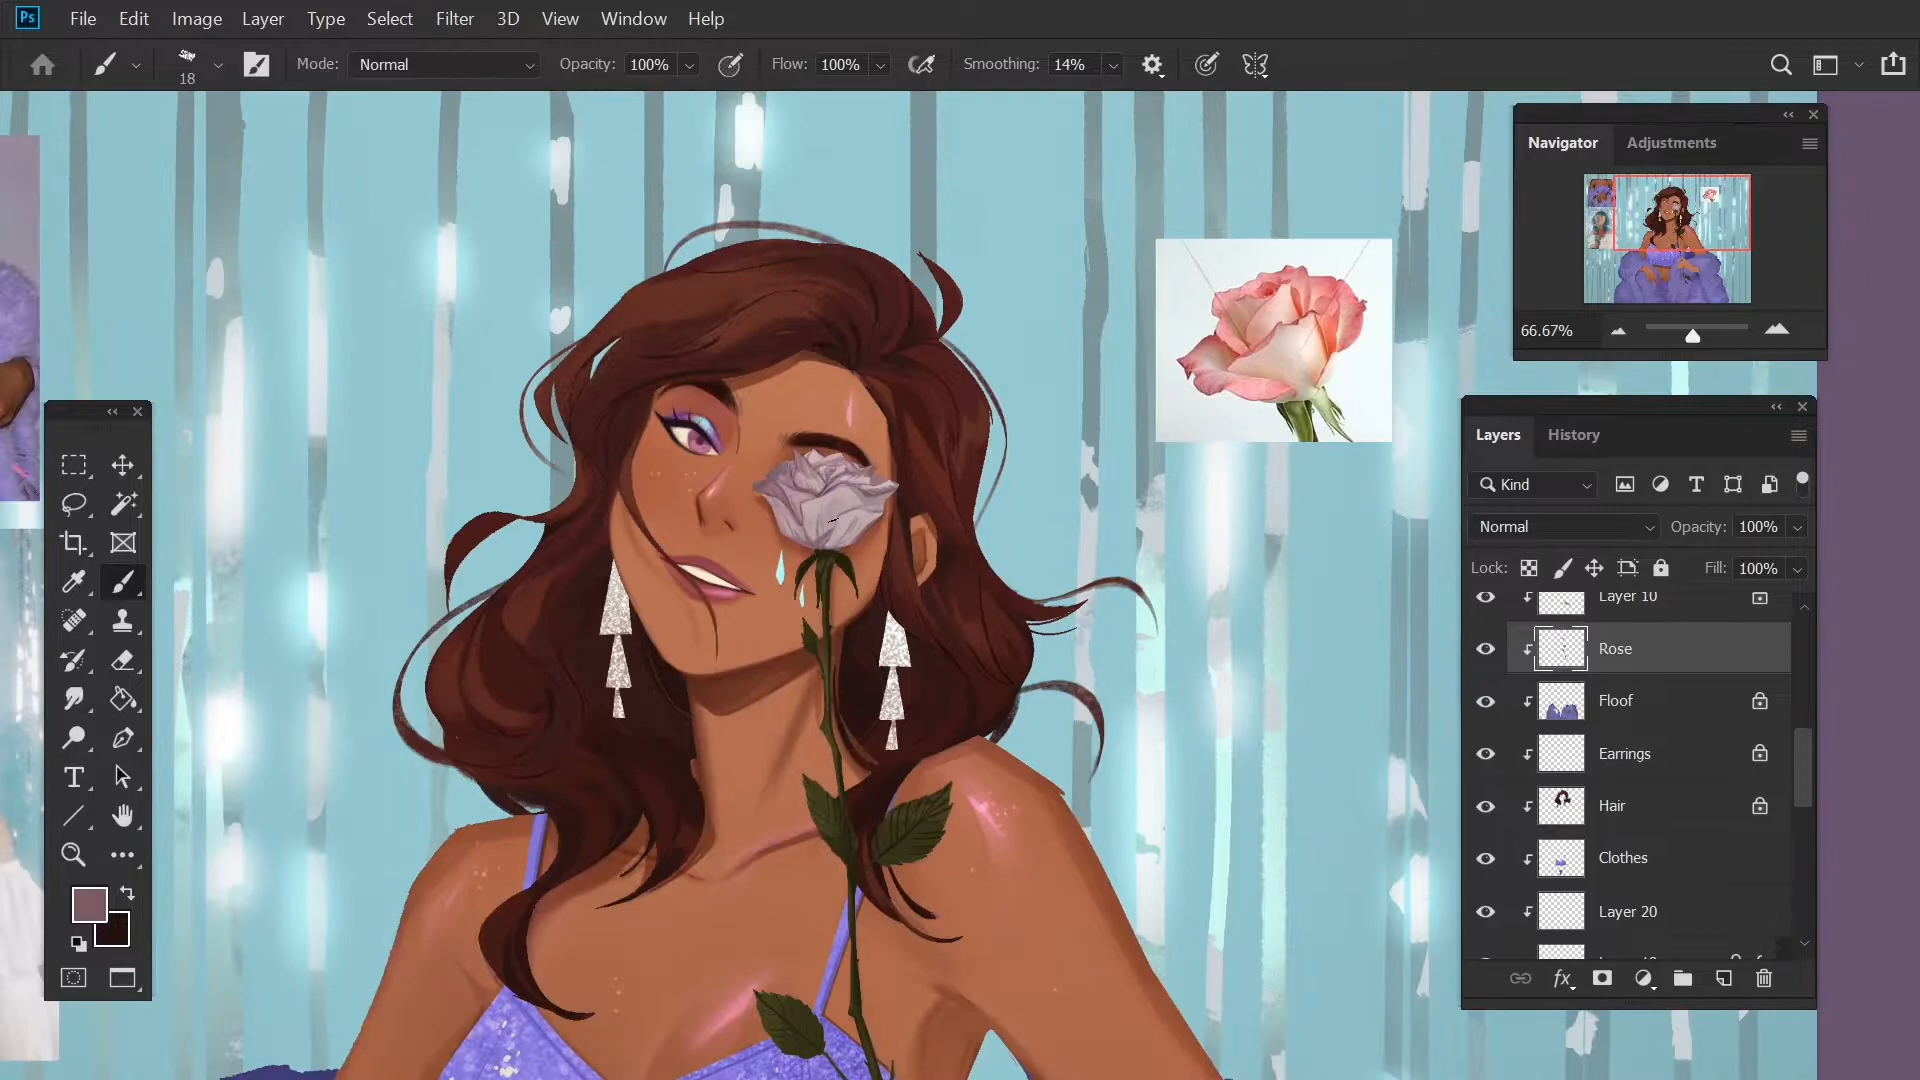 Ps File Edit Image Layer Type Select Filter 3D View Window Help
18 Mode: Normal Opacity: 100% Flow: 100% Smoothing: 14%
Navigator Adjustments
66.67%
Layers History
Kind
Normal Opacity: 100%
Lock: Fill: 100%
Layer 10
Rose
Floof
Earrings
Hair
Clothes
Layer 20
fx